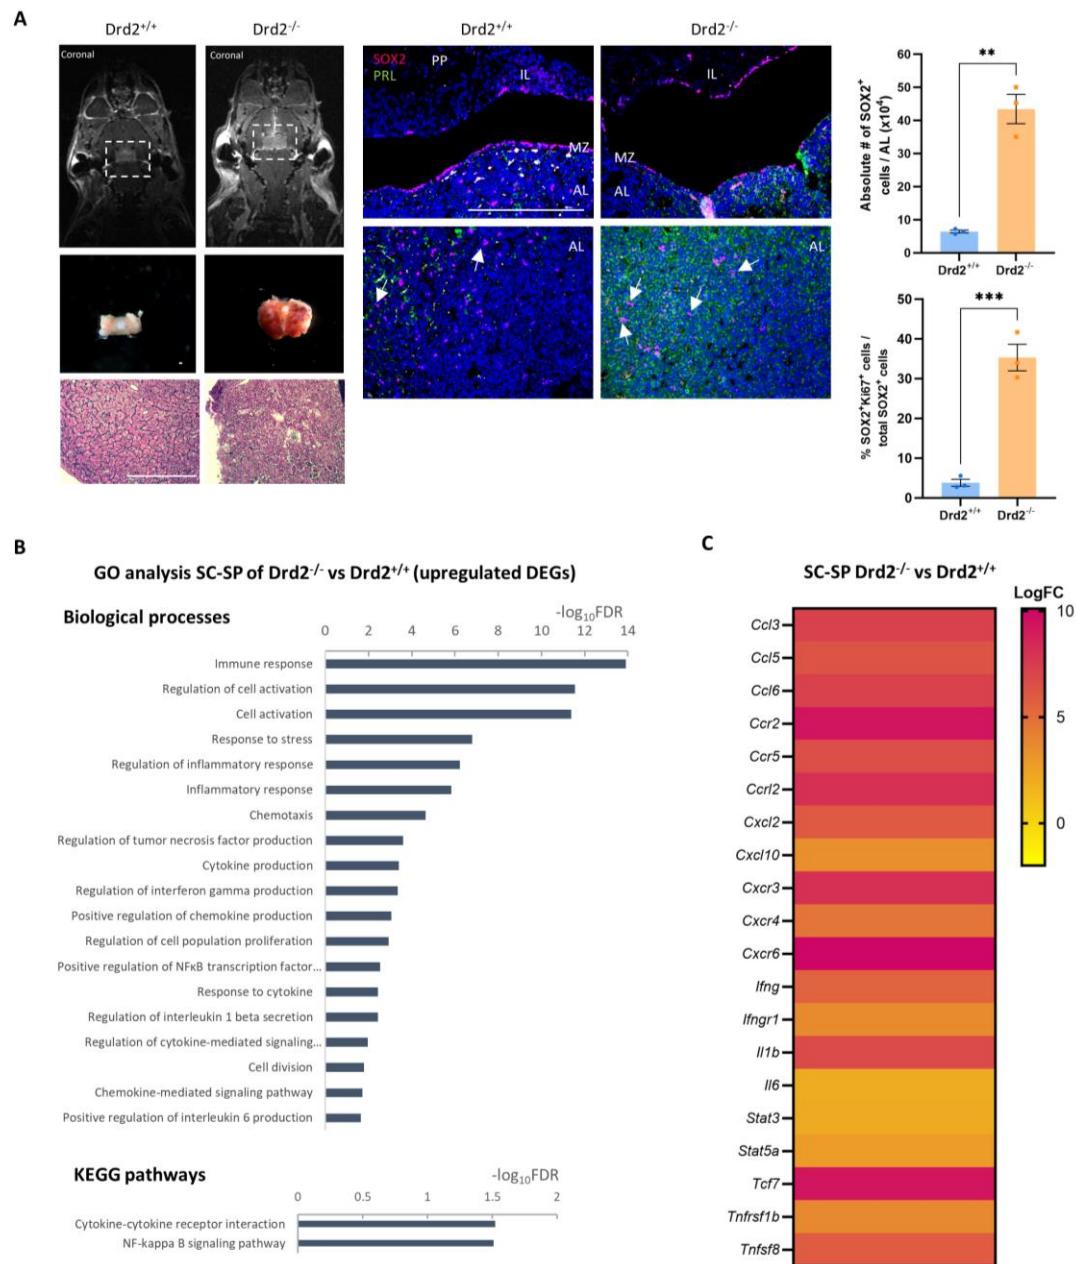 A
Drd2+/+
Drd2-/-
Drd2+/+
Drd2-/-
Coronal
Coronal
SOX2
PRL
PP
IL
MZ
AL
IL
MZ
AL
AL
AL
Absolute # of SOX2+
cells / AL (x10⁴)
60
50
40
30
20
10
0
**
Drd2+/+
Drd2-/-
% SOX2+Ki67+ cells /
total SOX2+ cells
50
40
30
20
10
0
***
Drd2+/+
Drd2-/-
B
GO analysis SC-SP of Drd2-/- vs Drd2+/+ (upregulated DEGs)
Biological processes
-log₁₀FDR
0 2 4 6 8 10 12 14
Immune response
Regulation of cell activation
Cell activation
Response to stress
Regulation of inflammatory response
Inflammatory response
Chemotaxis
Regulation of tumor necrosis factor production
Cytokine production
Regulation of interferon gamma production
Positive regulation of chemokine production
Regulation of cell population proliferation
Positive regulation of NFκB transcription factor...
Response to cytokine
Regulation of interleukin 1 beta secretion
Regulation of cytokine-mediated signaling...
Cell division
Chemokine-mediated signaling pathway
Positive regulation of interleukin 6 production
KEGG pathways
-log₁₀FDR
0 0.5 1 1.5 2
Cytokine-cytokine receptor interaction
NF-kappa B signaling pathway
C
SC-SP Drd2-/- vs Drd2+/+
LogFC
10
5
0
Ccl3
Ccl5
Ccl6
Ccr2
Ccr5
Ccrl2
Cxcl2
Cxcl10
Cxcr3
Cxcr4
Cxcr6
Ifng
Ifngr1
Il1b
Il6
Stat3
Stat5a
Tcf7
Tnfrsf1b
Tnfsf8